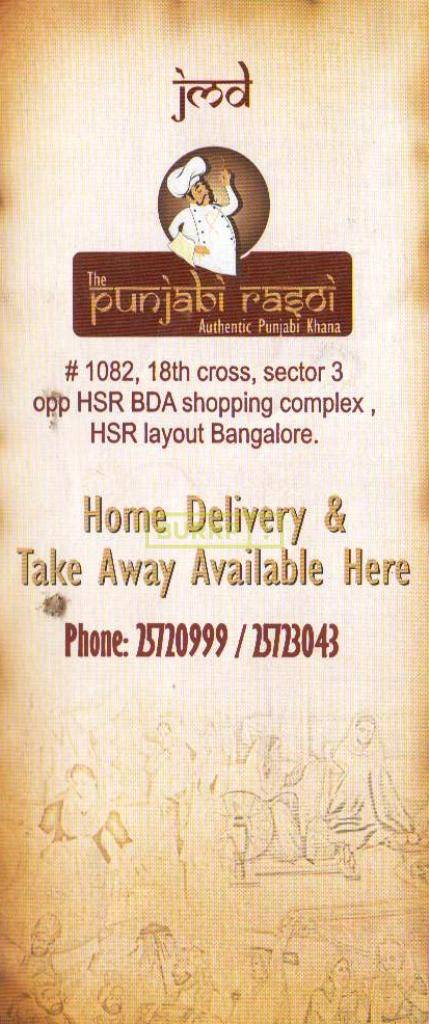 jmd
The
punjabi rasoi
Authentic Punjabi Khana
# 1082, 18th cross, sector 3
opp HSR BDA shopping complex ,
HSR layout Bangalore.
Home Delivery &
Take Away Available Here
Phone: 25720999 / 25723043